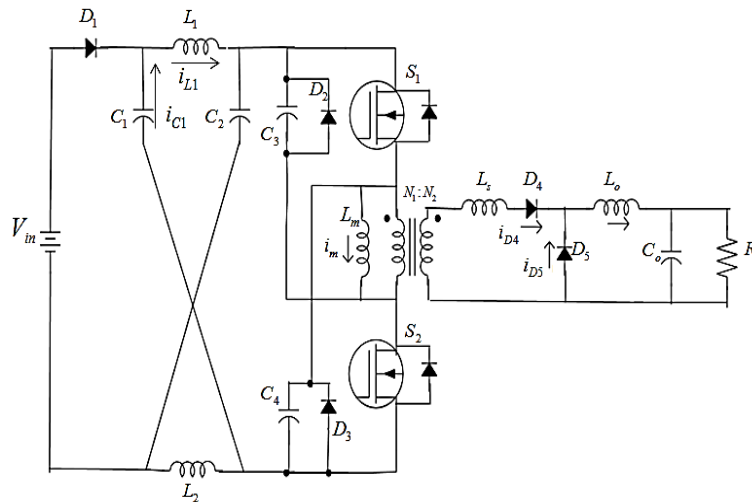 D1
L1
S1
iL1
D2
C1
iC1
C2
C3
Ls
D4
Lo
N1:N2
Lm
Vin
im
iD4
iD5
D5
Co
R
S2
C4
D3
L2